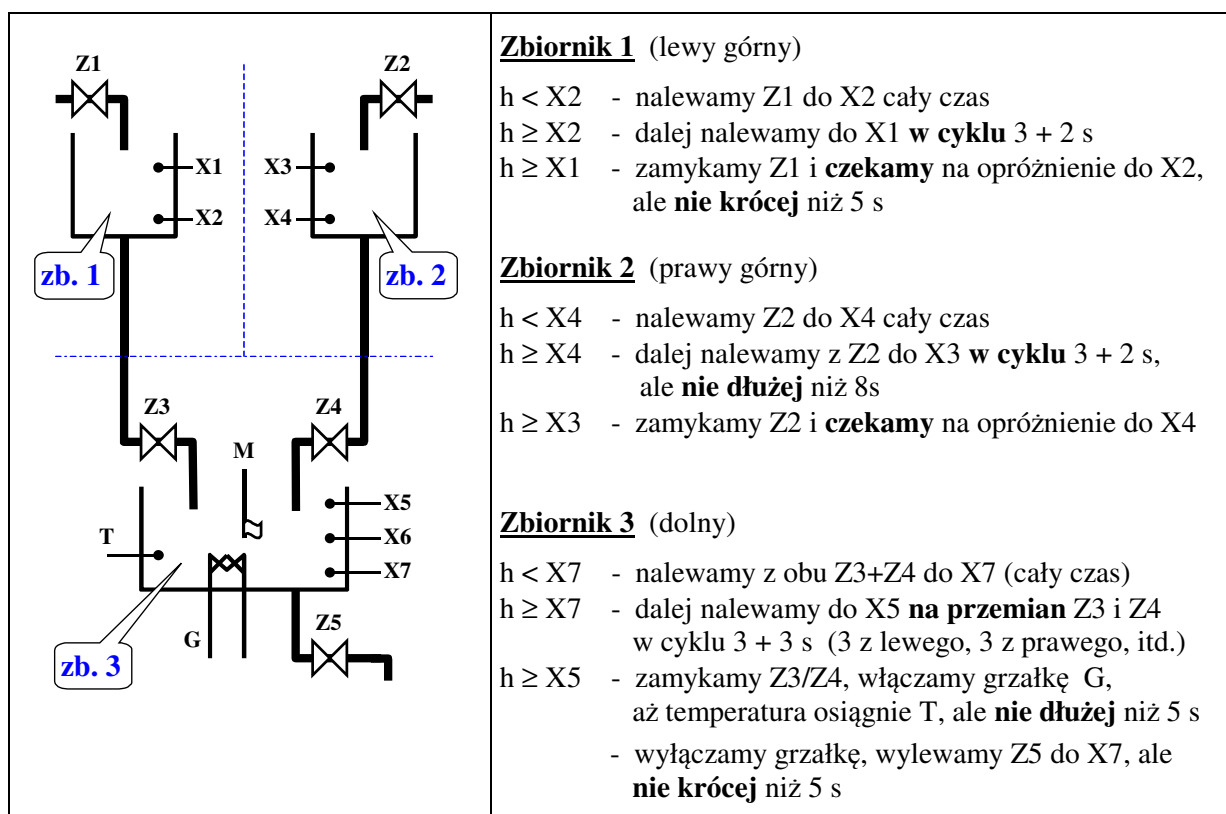 Z1
Z2
X1
X3
X2
X4
zb. 1
zb. 2
Z3
Z4
M
X5
T
X6
X7
G
Z5
zb. 3
Zbiornik 1 (lewy górny)
h < X2 - nalewamy Z1 do X2 cały czas
h ≥ X2 - dalej nalewamy do X1 w cyklu 3 + 2 s
h ≥ X1 - zamykamy Z1 i czekamy na opróżnienie do X2,
ale nie krócej niż 5 s
Zbiornik 2 (prawy górny)
h < X4 - nalewamy Z2 do X4 cały czas
h ≥ X4 - dalej nalewamy z Z2 do X3 w cyklu 3 + 2 s,
ale nie dłużej niż 8s
h ≥ X3 - zamykamy Z2 i czekamy na opróżnienie do X4
Zbiornik 3 (dolny)
h < X7 - nalewamy z obu Z3+Z4 do X7 (cały czas)
h ≥ X7 - dalej nalewamy do X5 na przemian Z3 i Z4
w cyklu 3 + 3 s (3 z lewego, 3 z prawego, itd.)
h ≥ X5 - zamykamy Z3/Z4, włączamy grzałkę G,
aż temperatura osiągnie T, ale nie dłużej niż 5 s
- wyłączamy grzałkę, wylewamy Z5 do X7, ale
nie krócej niż 5 s